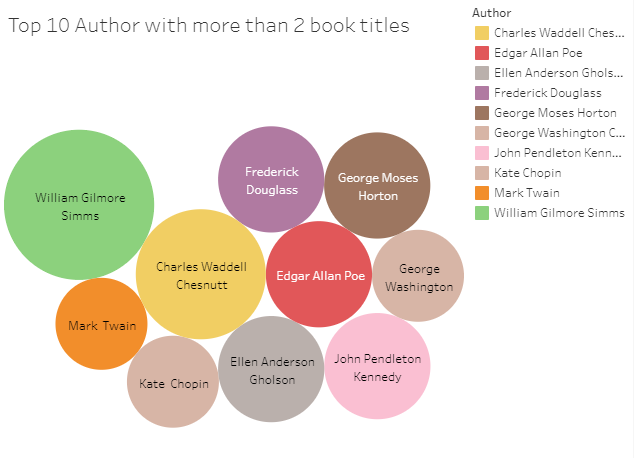 Top 10 Author with more than 2 book titles
Author
Charles Waddell Ches...
Edgar Allan Poe
Ellen Anderson Ghols...
Frederick Douglass
George Moses Horton
George Washington C...
John Pendleton Kenn...
Kate Chopin
Mark Twain
William Gilmore Simms
William Gilmore
Simms
Frederick
Douglass
George Moses
Horton
Charles Waddell
Chesnutt
Edgar Allan Poe
George
Washington
Mark Twain
Kate Chopin
Ellen Anderson
Gholson
John Pendleton
Kennedy